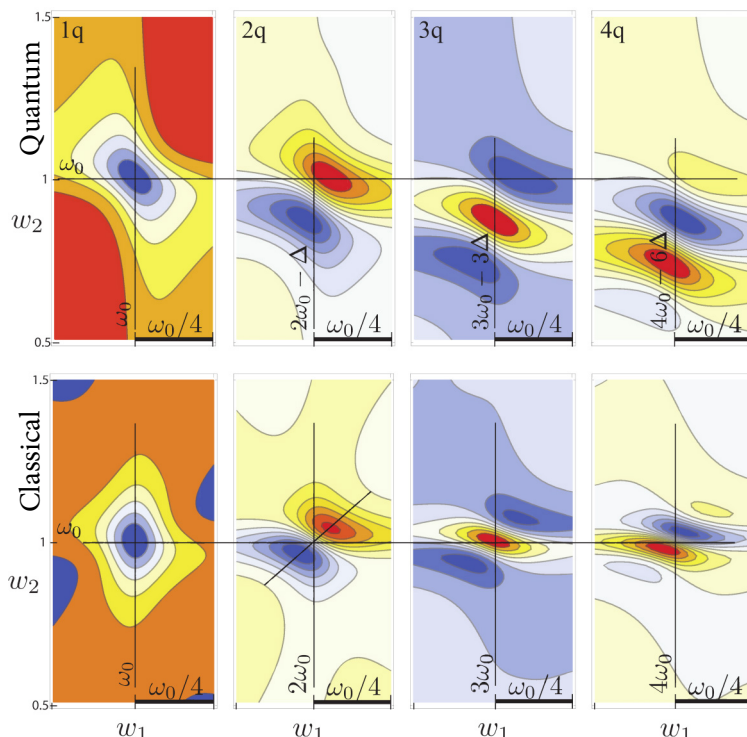 1.5 1q 2q 3q 4q
Quantum
ω₀ 1
w₂
ω₀ 2ω₀ − Δ 3ω₀ − 3Δ 4ω₀ − 6Δ
ω₀/4 ω₀/4 ω₀/4 ω₀/4
0.5
1.5
Classical
ω₀ 1
w₂
ω₀ 2ω₀ 3ω₀ 4ω₀
ω₀/4 ω₀/4 ω₀/4 ω₀/4
0.5
w₁ w₁ w₁ w₁